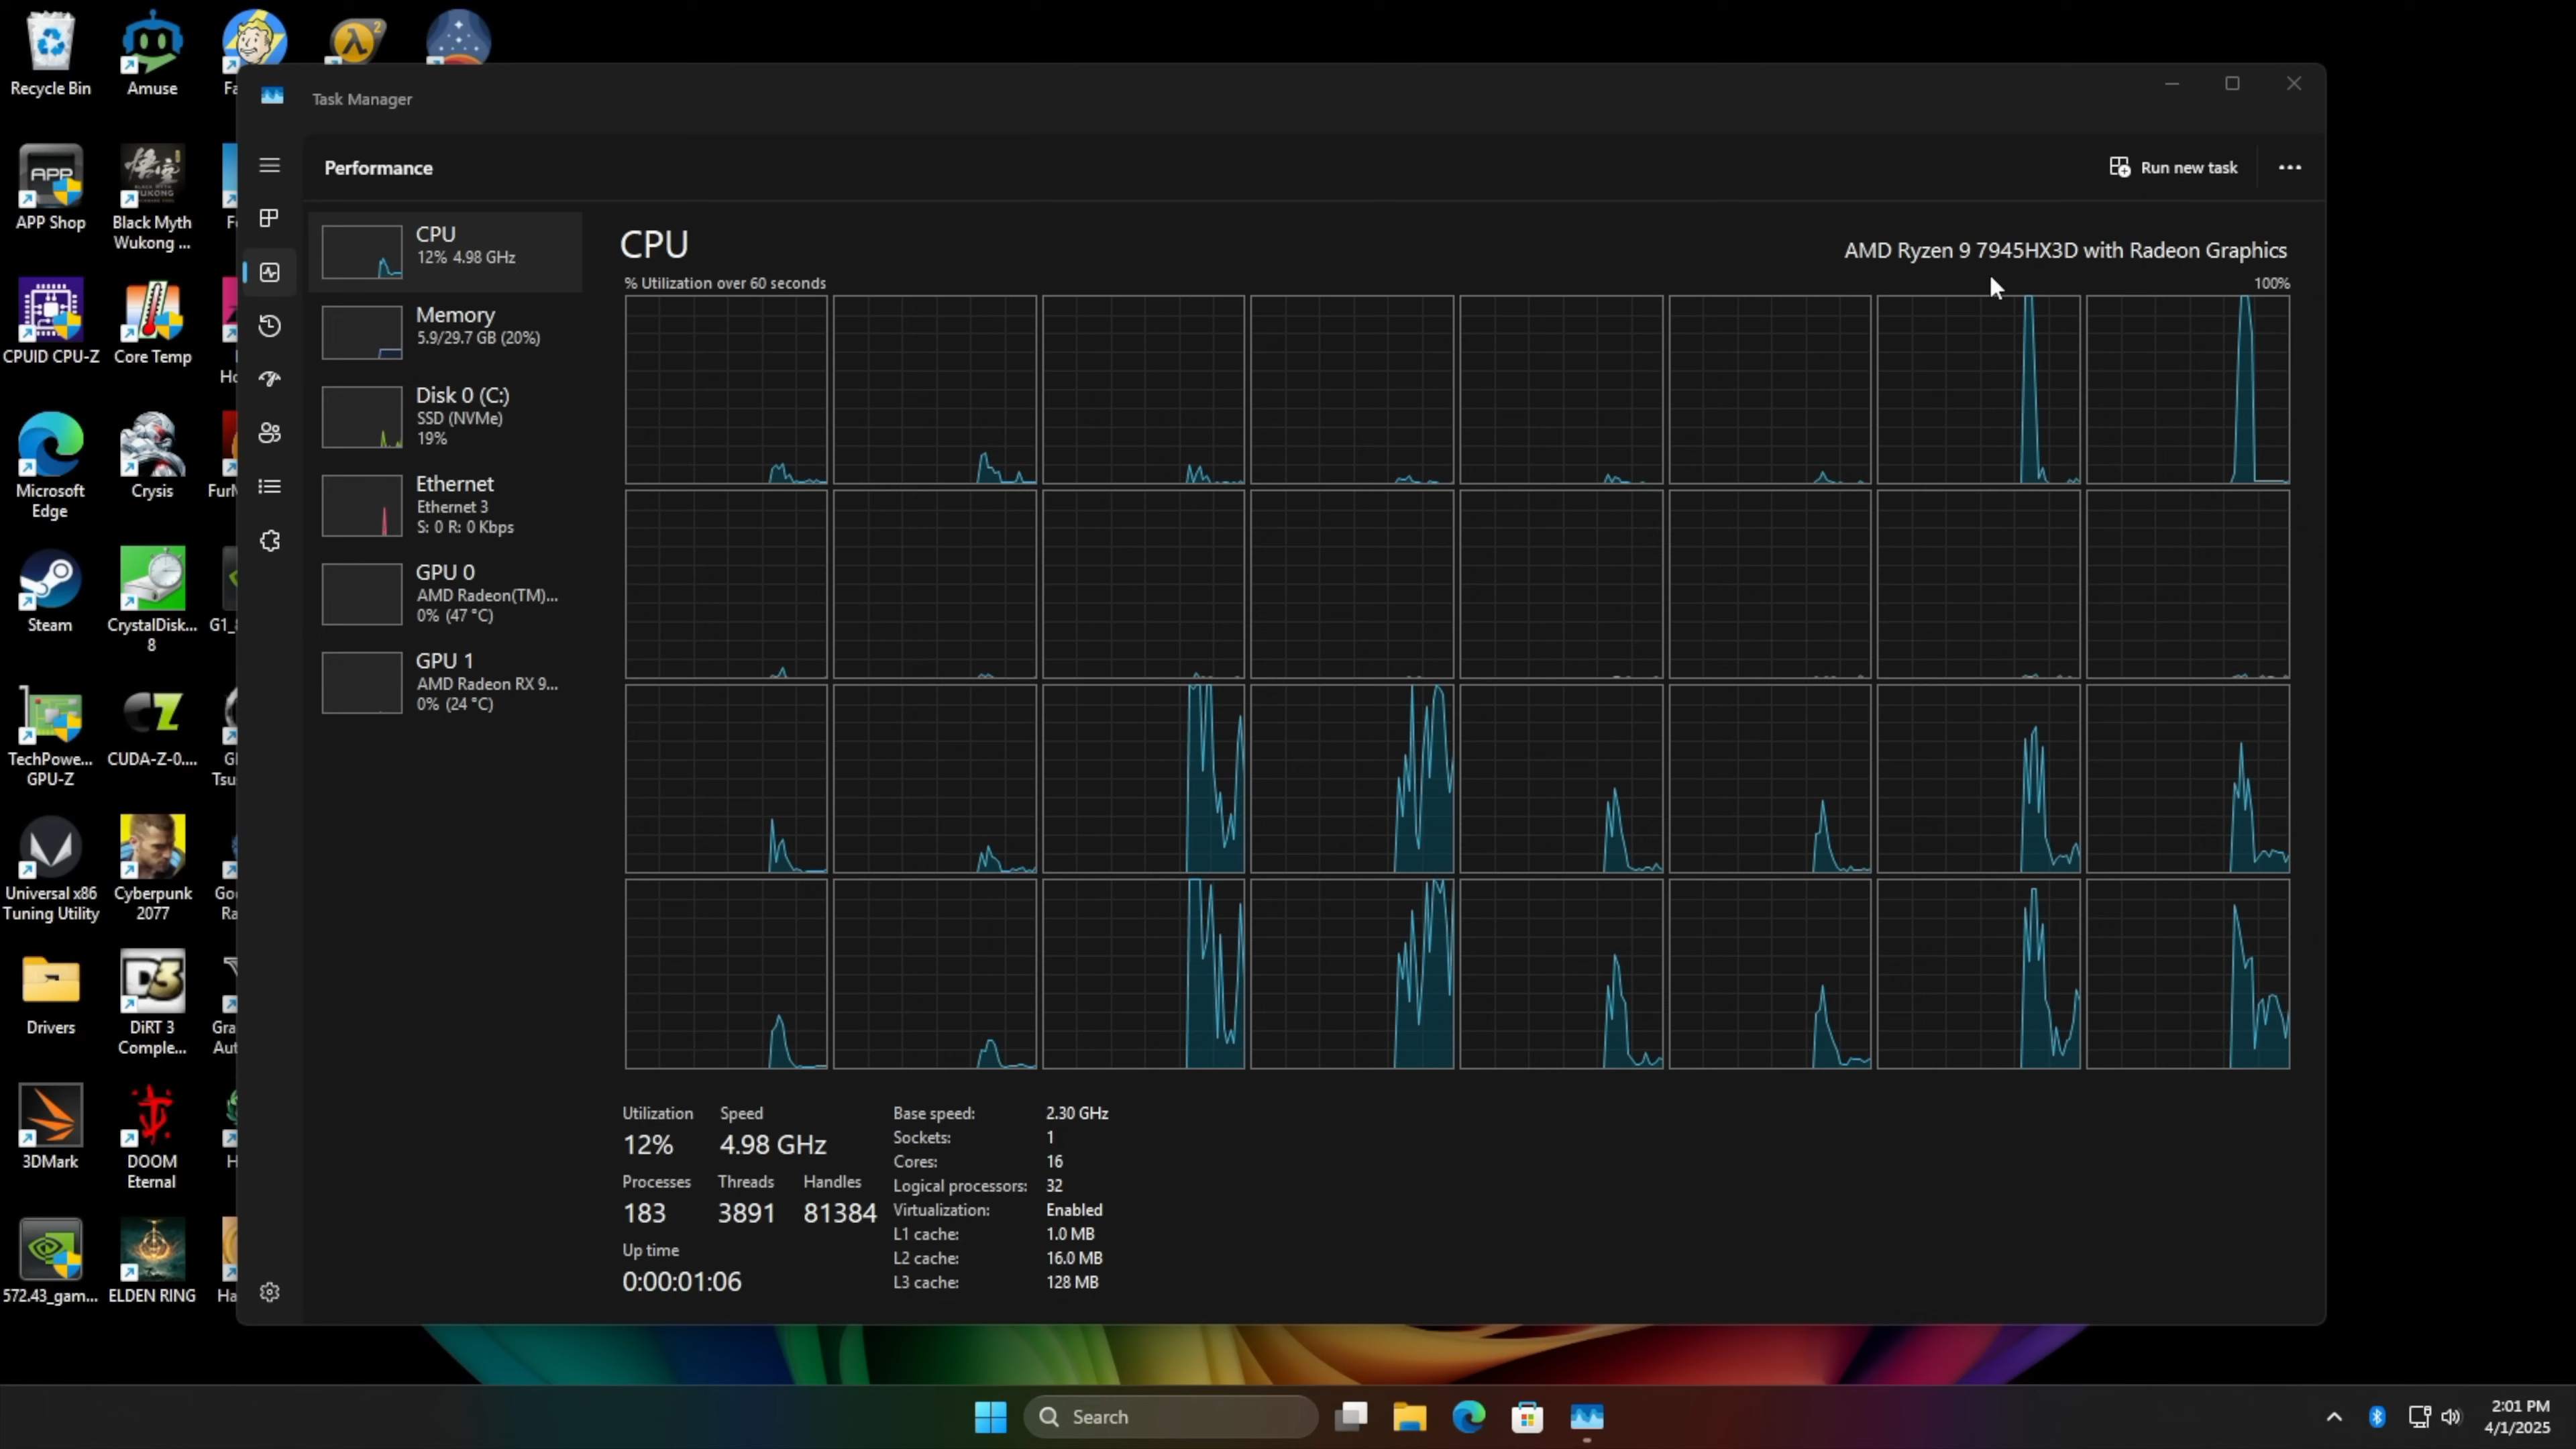 Recycle Bin
Amuse
Task Manager
Performance
Run new task
APP
APP Shop
Black Myth
Wukong ...
CPUID CPU-Z
Core Temp
Microsoft
Edge
Crysis
Steam
CrystalDisk...
8
TechPowe...
GPU-Z
CUDA-Z-0....
Universal x86
Tuning Utility
Cyberpunk
2077
Drivers
DiRT 3
Comple...
3DMark
DOOM
Eternal
572.43_gam...
ELDEN RING
CPU
12% 4.98 GHz
Memory
5.9/29.7 GB (20%)
Disk 0 (C:)
SSD (NVMe)
19%
Ethernet
Ethernet 3
S: 0 R: 0 Kbps
GPU 0
AMD Radeon(TM)...
0% (47 °C)
GPU 1
AMD Radeon RX 9...
0% (24 °C)
CPU
AMD Ryzen 9 7945HX3D with Radeon Graphics
% Utilization over 60 seconds
100%
Utilization
Speed
12%
4.98 GHz
Processes
Threads
Handles
183
3891
81384
Up time
0:00:01:06
Base speed:
2.30 GHz
Sockets:
1
Cores:
16
Logical processors:
32
Virtualization:
Enabled
L1 cache:
1.0 MB
L2 cache:
16.0 MB
L3 cache:
128 MB
Search
2:01 PM
4/1/2025